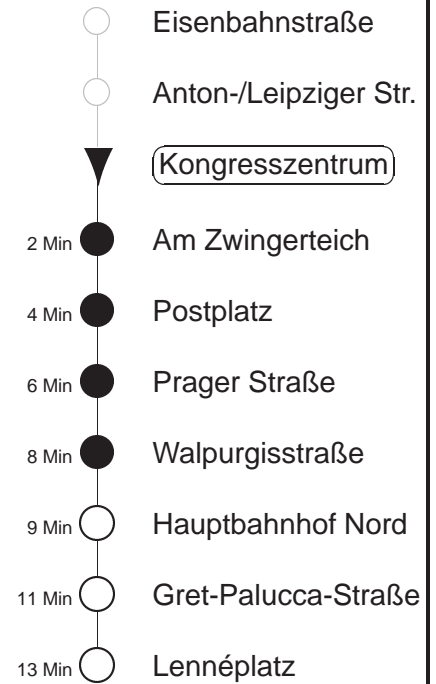 Eisenbahnstraße
Anton-/Leipziger Str.
Kongresszentrum
2 Min Am Zwingerteich
4 Min Postplatz
6 Min Prager Straße
8 Min Walpurgisstraße
9 Min Hauptbahnhof Nord
11 Min Gret-Palucca-Straße
13 Min Lennéplatz